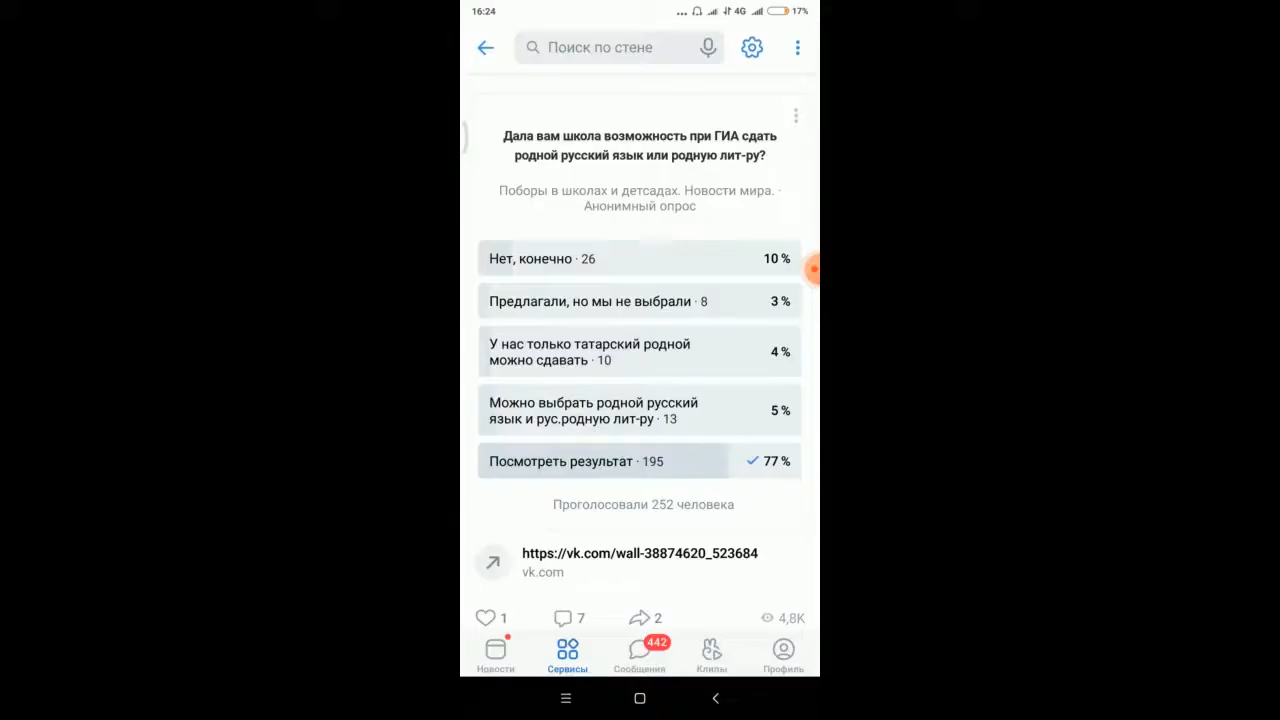 16:24
4G
17%
Поиск по стене
Дала вам школа возможность при ГИА сдать
родной русский язык или родную лит-ру?
Поборы в школах и детсадах. Новости мира. ·
Анонимный опрос
Нет, конечно · 26 10 %
Предлагали, но мы не выбрали · 8 3 %
У нас только татарский родной
можно сдавать · 10 4 %
Можно выбрать родной русский
язык и рус.родную лит-ру · 13 5 %
Посмотреть результат · 195 77 %
Проголосовали 252 человека
https://vk.com/wall-38874620_523684
vk.com
1 7 2 4,8K
442
Новости Сервисы Сообщения Клипы Профиль